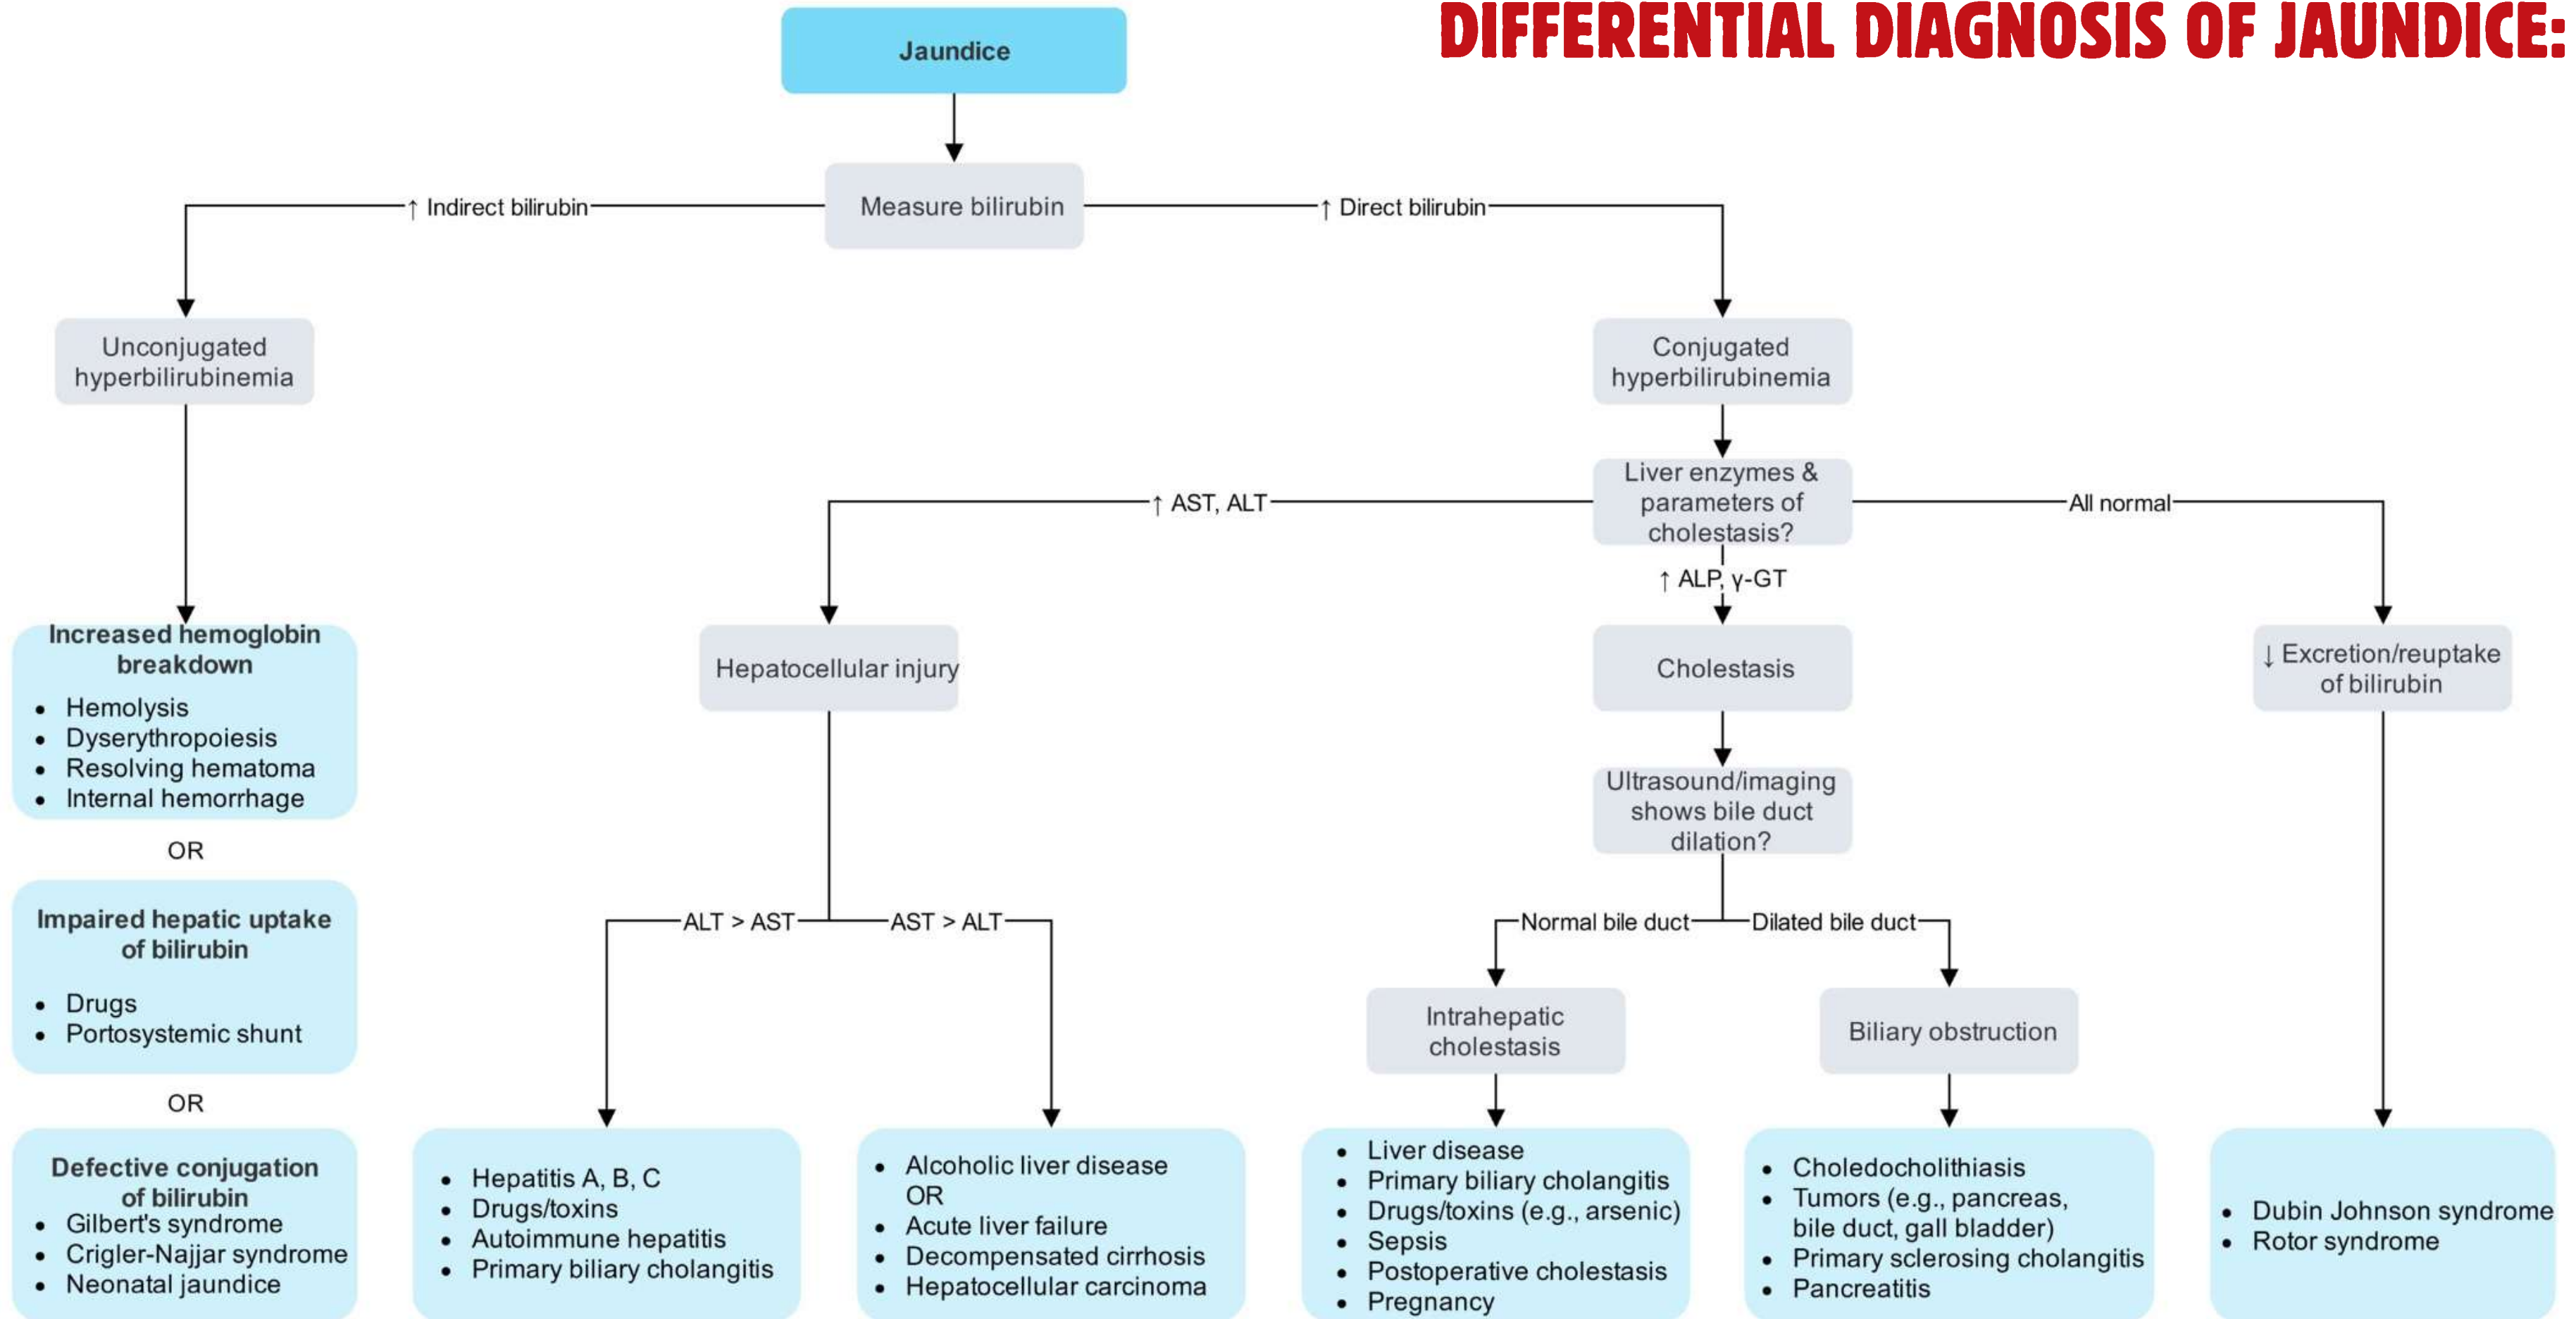 DIFFERENTIAL DIAGNOSIS OF JAUNDICE:
Jaundice
Measure bilirubin
↑ Indirect bilirubin
↑ Direct bilirubin
Unconjugated
hyperbilirubinemia
Conjugated
hyperbilirubinemia
Liver enzymes &
parameters of
cholestasis?
↑ AST, ALT
All normal
↑ ALP, γ-GT
Increased hemoglobin
breakdown
• Hemolysis
• Dyserythropoiesis
• Resolving hematoma
• Internal hemorrhage
OR
Impaired hepatic uptake
of bilirubin
• Drugs
• Portosystemic shunt
OR
Defective conjugation
of bilirubin
• Gilbert's syndrome
• Crigler-Najjar syndrome
• Neonatal jaundice
Hepatocellular injury
ALT > AST
AST > ALT
• Hepatitis A, B, C
• Drugs/toxins
• Autoimmune hepatitis
• Primary biliary cholangitis
• Alcoholic liver disease
OR
• Acute liver failure
• Decompensated cirrhosis
• Hepatocellular carcinoma
Cholestasis
Ultrasound/imaging
shows bile duct
dilation?
Normal bile duct
Dilated bile duct
Intrahepatic
cholestasis
Biliary obstruction
• Liver disease
• Primary biliary cholangitis
• Drugs/toxins (e.g., arsenic)
• Sepsis
• Postoperative cholestasis
• Pregnancy
• Choledocholithiasis
• Tumors (e.g., pancreas,
bile duct, gall bladder)
• Primary sclerosing cholangitis
• Pancreatitis
↓ Excretion/reuptake
of bilirubin
• Dubin Johnson syndrome
• Rotor syndrome